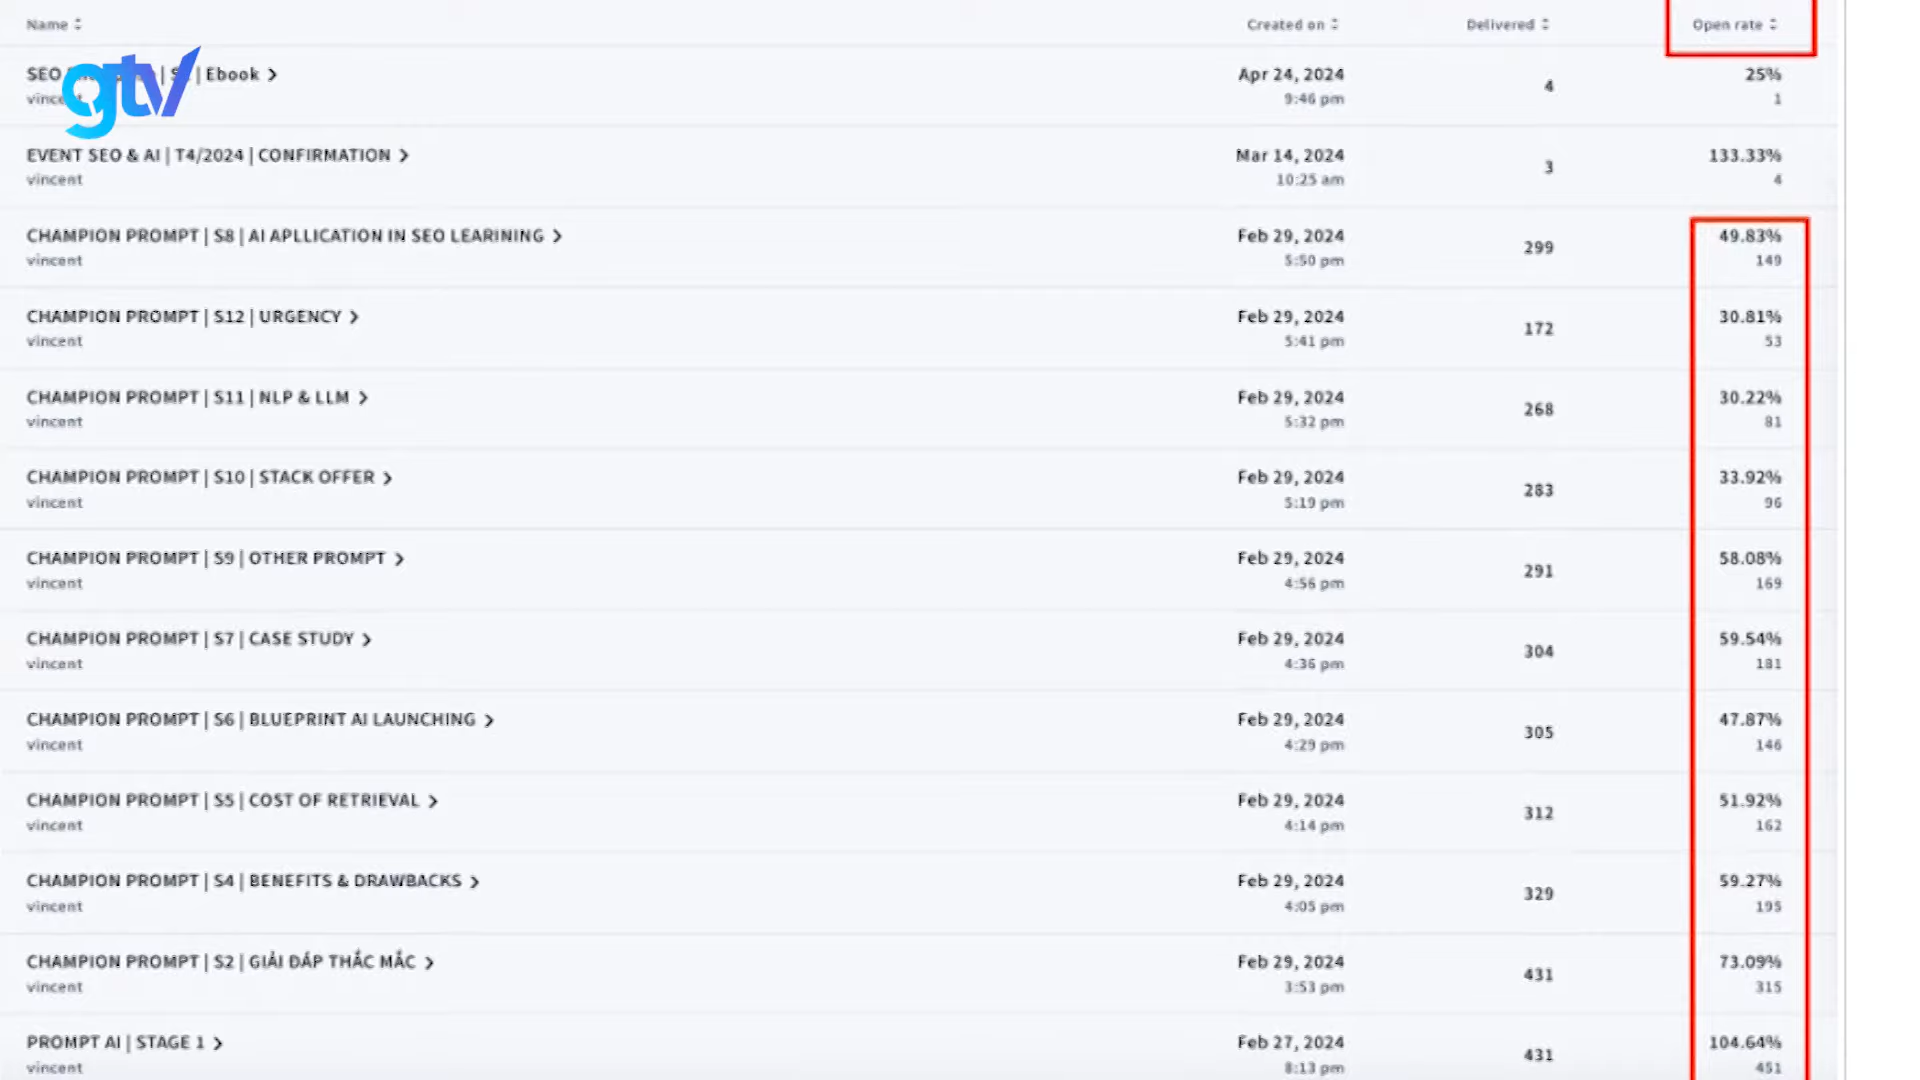 Name Created on Delivered Open rate
SEO | S | Ebook Apr 24, 2024 4 25%
vincent 9:46 pm 1
gtv
EVENT SEO & AI | T4/2024 | CONFIRMATION Mar 14, 2024 3 133.33%
vincent 10:25 am 4
CHAMPION PROMPT | S8 | AI APLLICATION IN SEO LEARINING Feb 29, 2024 299 49.83%
vincent 5:50 pm 149
CHAMPION PROMPT | S12 | URGENCY Feb 29, 2024 172 30.81%
vincent 5:41 pm 53
CHAMPION PROMPT | S11 | NLP & LLM Feb 29, 2024 268 30.22%
vincent 5:32 pm 81
CHAMPION PROMPT | S10 | STACK OFFER Feb 29, 2024 283 33.92%
vincent 5:19 pm 96
CHAMPION PROMPT | S9 | OTHER PROMPT Feb 29, 2024 291 58.08%
vincent 4:56 pm 169
CHAMPION PROMPT | S7 | CASE STUDY Feb 29, 2024 304 59.54%
vincent 4:36 pm 181
CHAMPION PROMPT | S6 | BLUEPRINT AI LAUNCHING Feb 29, 2024 305 47.87%
vincent 4:29 pm 146
CHAMPION PROMPT | S5 | COST OF RETRIEVAL Feb 29, 2024 312 51.92%
vincent 4:14 pm 162
CHAMPION PROMPT | S4 | BENEFITS & DRAWBACKS Feb 29, 2024 329 59.27%
vincent 4:05 pm 195
CHAMPION PROMPT | S2 | GIẢI ĐÁP THẮC MẮC Feb 29, 2024 431 73.09%
vincent 3:53 pm 315
PROMPT AI | STAGE 1 Feb 27, 2024 431 104.64%
vincent 8:13 pm 451